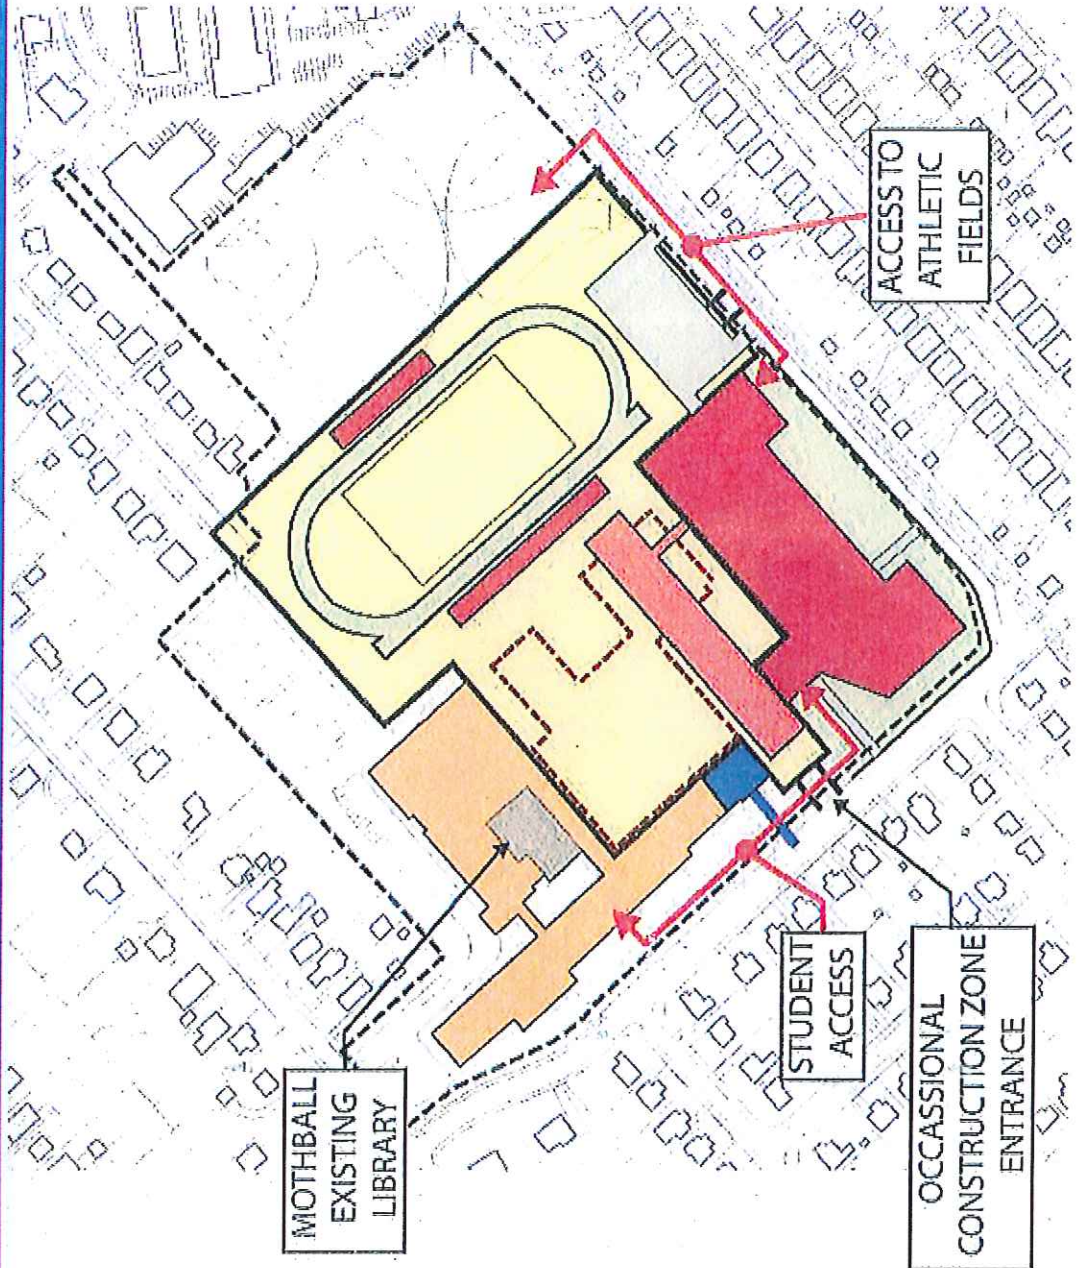 MOTHBALL
EXISTING
LIBRARY
STUDENT
ACCESS
OCCASSIONAL
CONSTRUCTION ZONE
ENTRANCE
ACCESS TO
ATHLETIC
FIELDS